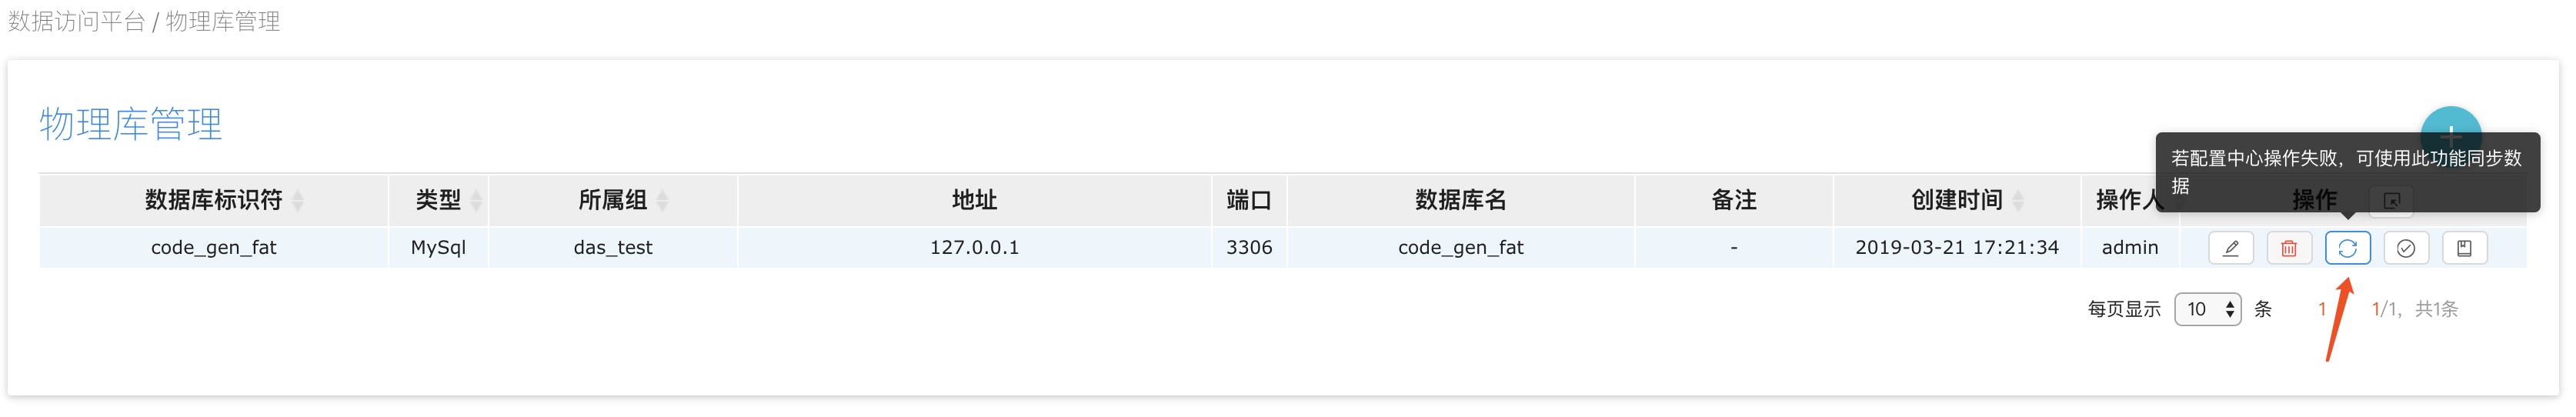 数据访问平台 / 物理库管理
物理库管理
若配置中心操作失败，可使用此功能同步数
据
数据库标识符 类型 所属组 地址 端口 数据库名 备注 创建时间 操作人 操作
code_gen_fat MySql das_test 127.0.0.1 3306 code_gen_fat - 2019-03-21 17:21:34 admin
每页显示 10 条 1 1/1, 共1条